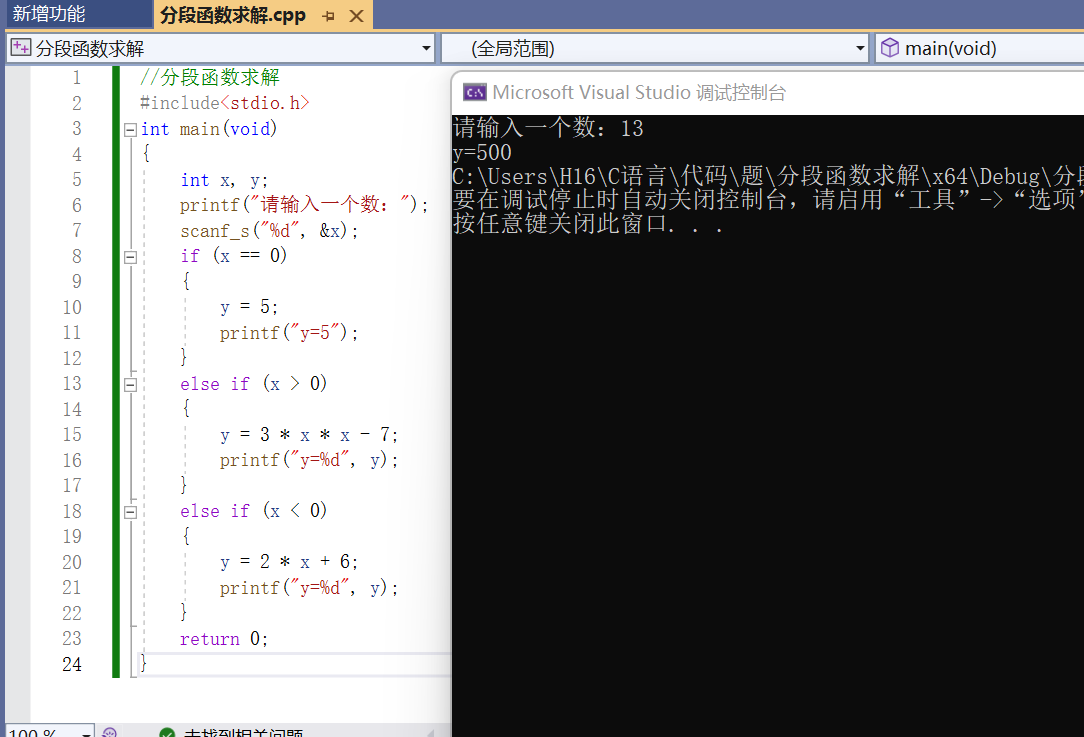 新增功能 分段函数求解.cpp
分段函数求解 (全局范围) main(void)
1 //分段函数求解
2 #include<stdio.h>
3 int main(void)
4 {
5 int x, y;
6 printf("请输入一个数：");
7 scanf_s("%d", &x);
8 if (x == 0)
9 {
10 y = 5;
11 printf("y=5");
12 }
13 else if (x > 0)
14 {
15 y = 3 * x * x - 7;
16 printf("y=%d", y);
17 }
18 else if (x < 0)
19 {
20 y = 2 * x + 6;
21 printf("y=%d", y);
22 }
23 return 0;
24 }
100 % 未找到相关问题
Microsoft Visual Studio 调试控制台
请输入一个数：13
y=500
C:\Users\H16\C语言\代码\题\分段函数求解\x64\Debug\分段
要在调试停止时自动关闭控制台，请启用“工具”->“选项”
按任意键关闭此窗口. . .